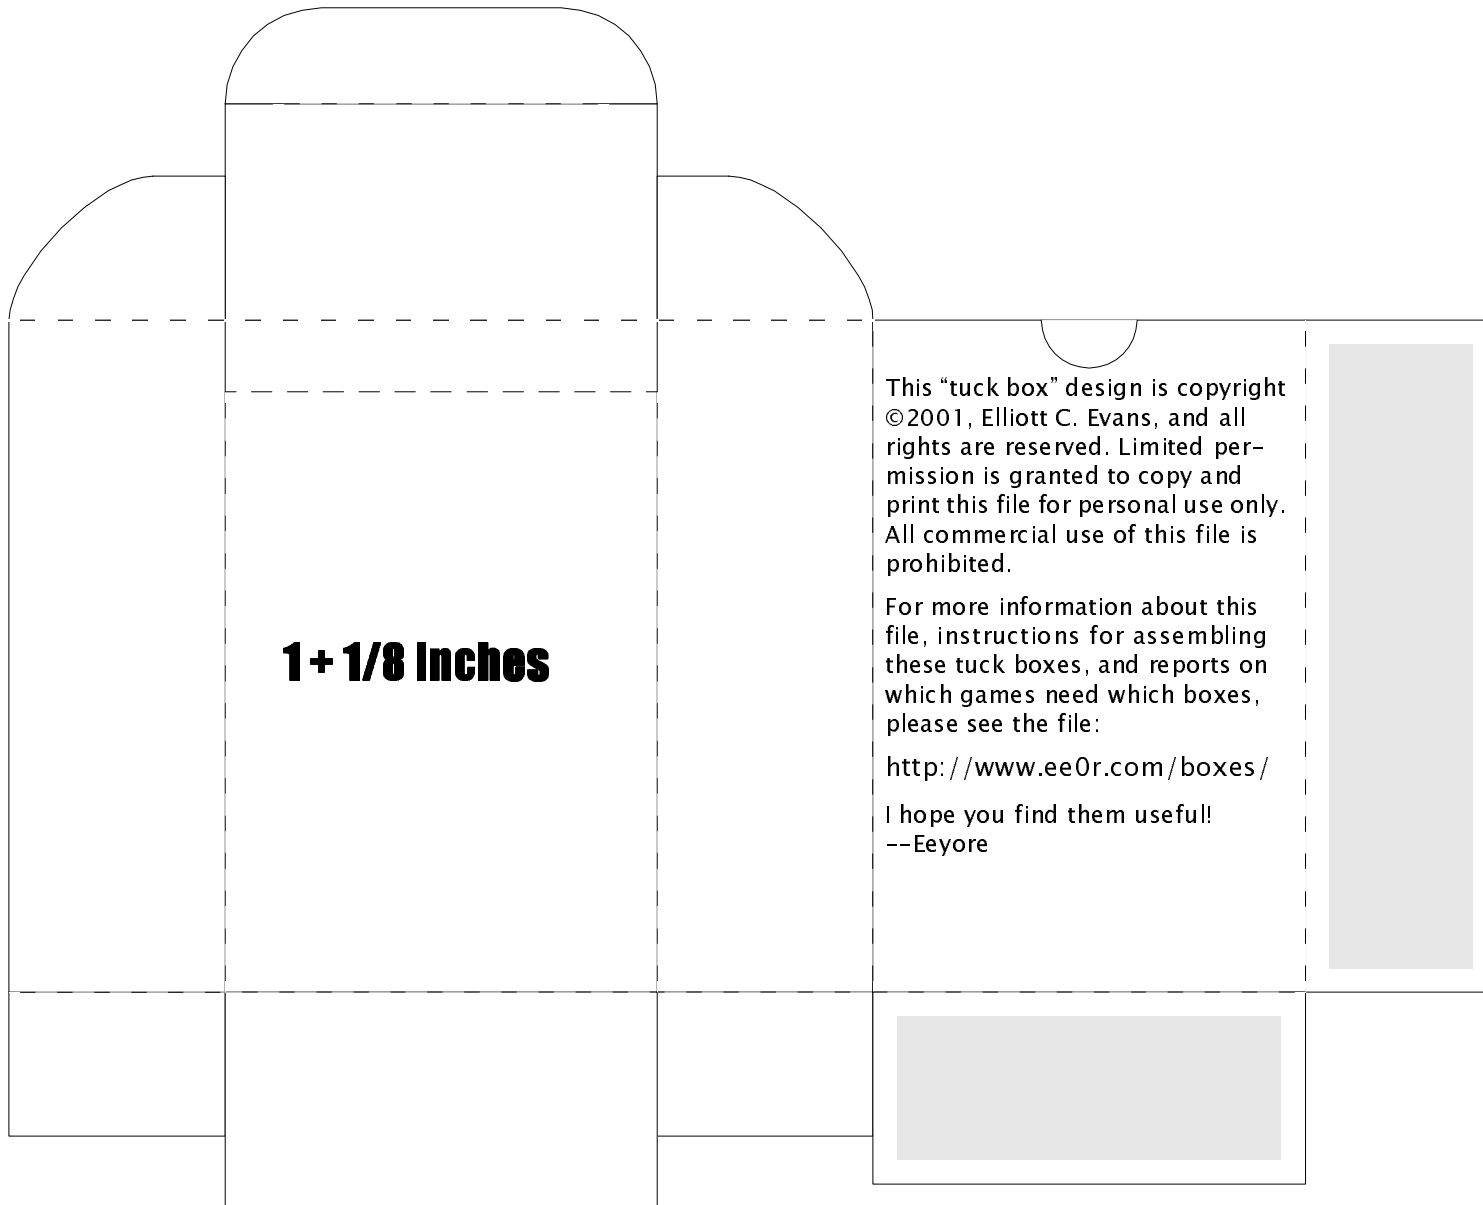 1 + 1/8 Inches
This “tuck box” design is copyright
©2001, Elliott C. Evans, and all
rights are reserved. Limited per-
mission is granted to copy and
print this file for personal use only.
All commercial use of this file is
prohibited.
For more information about this
file, instructions for assembling
these tuck boxes, and reports on
which games need which boxes,
please see the file:
http://www.ee0r.com/boxes/
I hope you find them useful!
--Eeyore